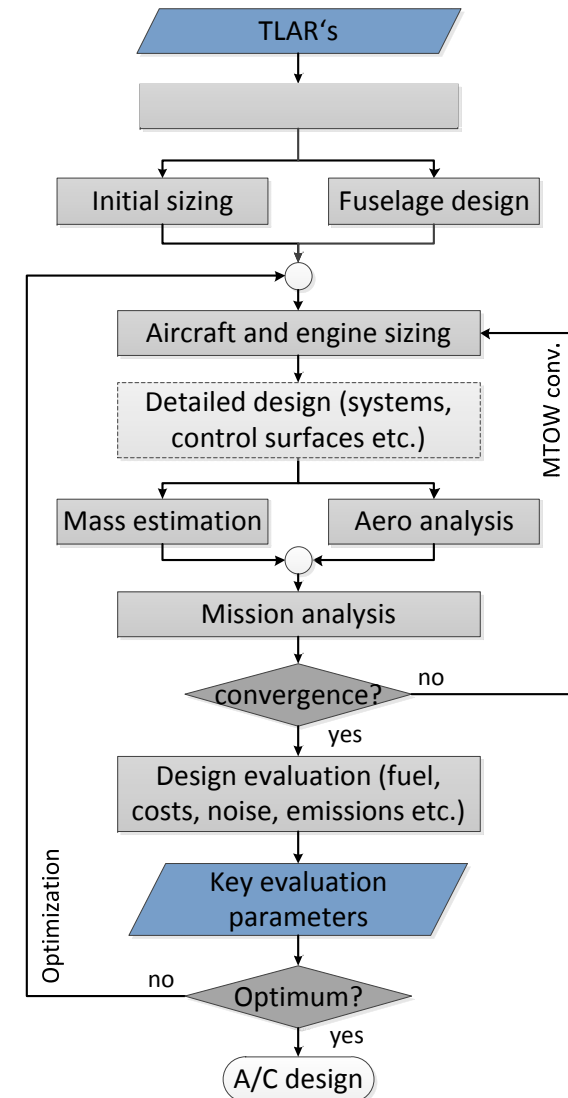 TLAR‘s
Initial sizing
Fuselage design
Aircraft and engine sizing
MTOW conv.
Detailed design (systems,
control surfaces etc.)
Mass estimation
Aero analysis
Mission analysis
convergence?
no
yes
Design evaluation (fuel,
costs, noise, emissions etc.)
Key evaluation
parameters
Optimization
no
Optimum?
yes
A/C design